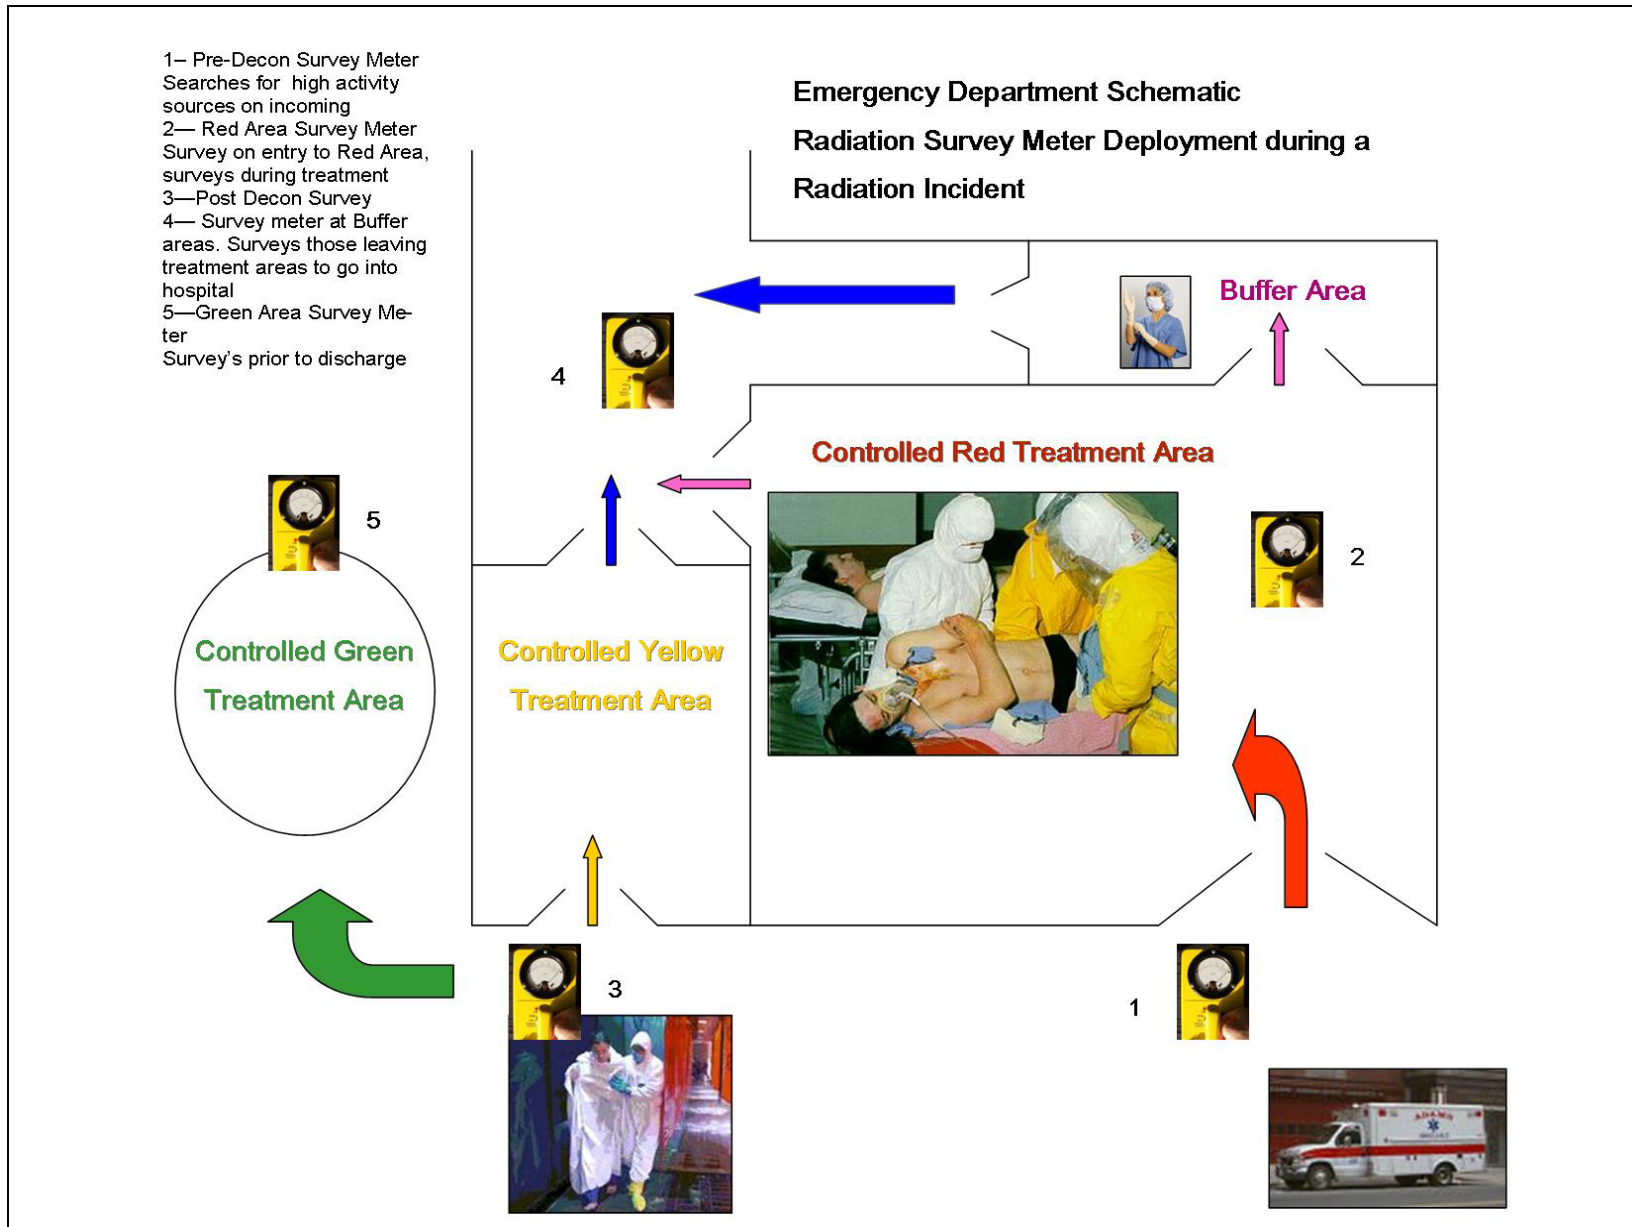 1– Pre-Decon Survey Meter
Searches for  high activity
sources on incoming
2— Red Area Survey Meter
Survey on entry to Red Area,
surveys during treatment
3—Post Decon Survey
4— Survey meter at Buffer
areas. Surveys those leaving
treatment areas to go into
hospital
5—Green Area Survey Me-
ter
Survey's prior to discharge
Emergency Department Schematic
Radiation Survey Meter Deployment during a
Radiation Incident
Buffer Area
4
Controlled Red Treatment Area
5
2
Controlled Green
Treatment Area
Controlled Yellow
Treatment Area
3
1
ADAMS